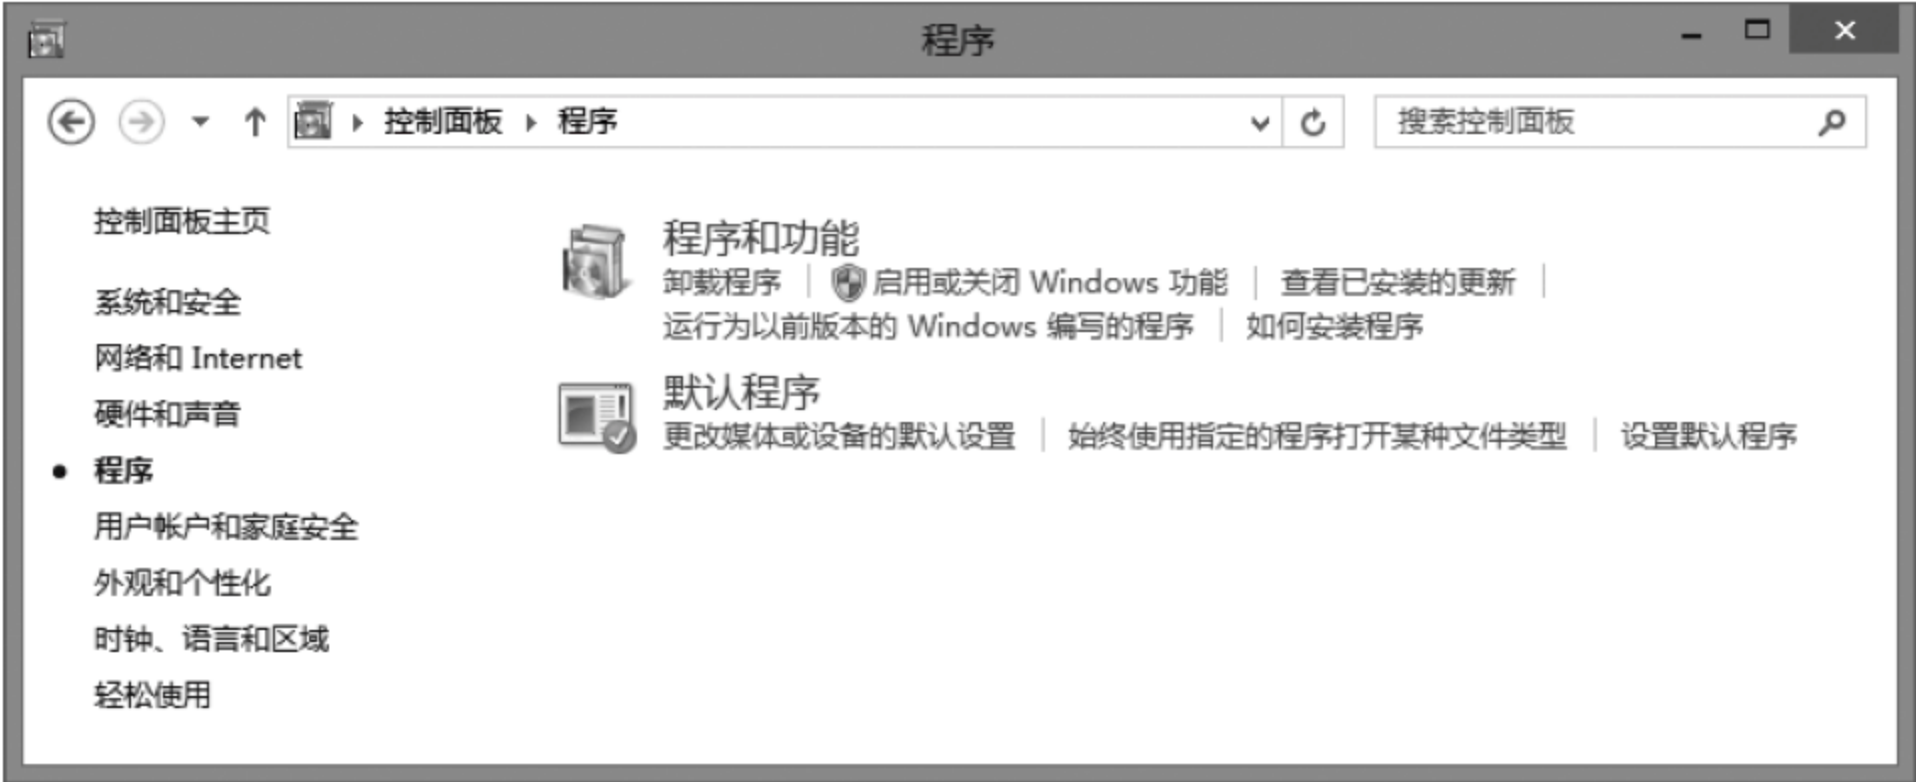 程序
控制面板 程序
搜索控制面板
控制面板主页
系统和安全
网络和 Internet
硬件和声音
程序
用户帐户和家庭安全
外观和个性化
时钟、语言和区域
轻松使用
程序和功能
卸载程序 启用或关闭 Windows 功能 查看已安装的更新
运行为以前版本的 Windows 编写的程序 如何安装程序
默认程序
更改媒体或设备的默认设置 始终使用指定的程序打开某种文件类型 设置默认程序